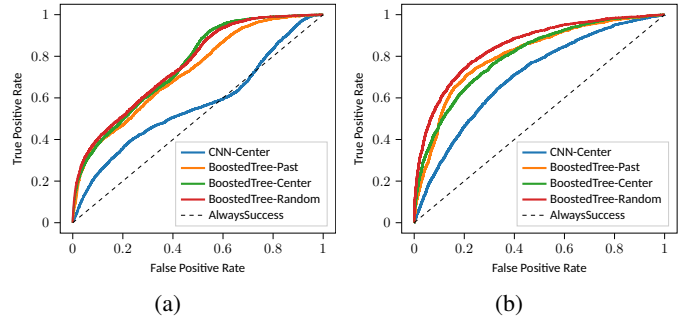 1
0.8
0.6
0.4
0.2
0
True Positive Rate
0 0.2 0.4 0.6 0.8 1
False Positive Rate
CNN-Center
BoostedTree-Past
BoostedTree-Center
BoostedTree-Random
AlwaysSuccess
(a)
1
0.8
0.6
0.4
0.2
0
True Positive Rate
0 0.2 0.4 0.6 0.8 1
False Positive Rate
CNN-Center
BoostedTree-Past
BoostedTree-Center
BoostedTree-Random
AlwaysSuccess
(b)